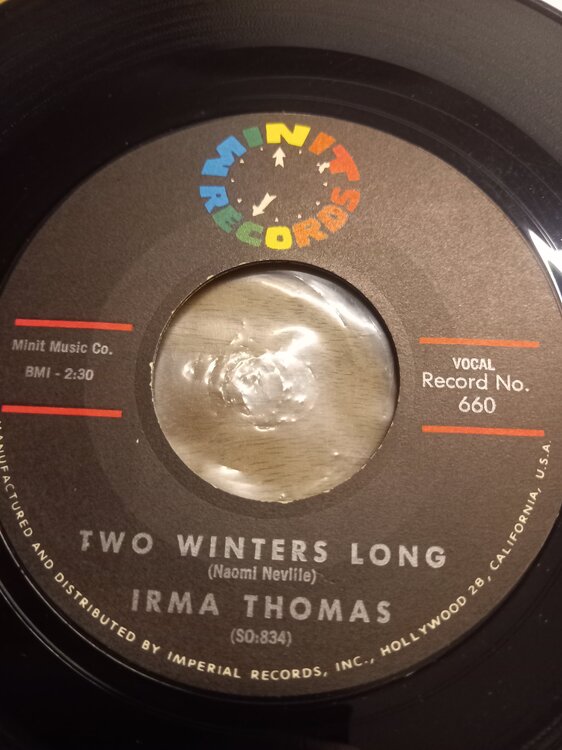 MINIT
RECORDS
Minit Music Co.
BMI - 2:30
VOCAL
Record No.
660
TWO WINTERS LONG
(Naomi Neville)
IRMA THOMAS
(SO:834)
MANUFACTURED AND DISTRIBUTED BY IMPERIAL RECORDS, INC., HOLLYWOOD 28, CALIFORNIA, U.S.A.